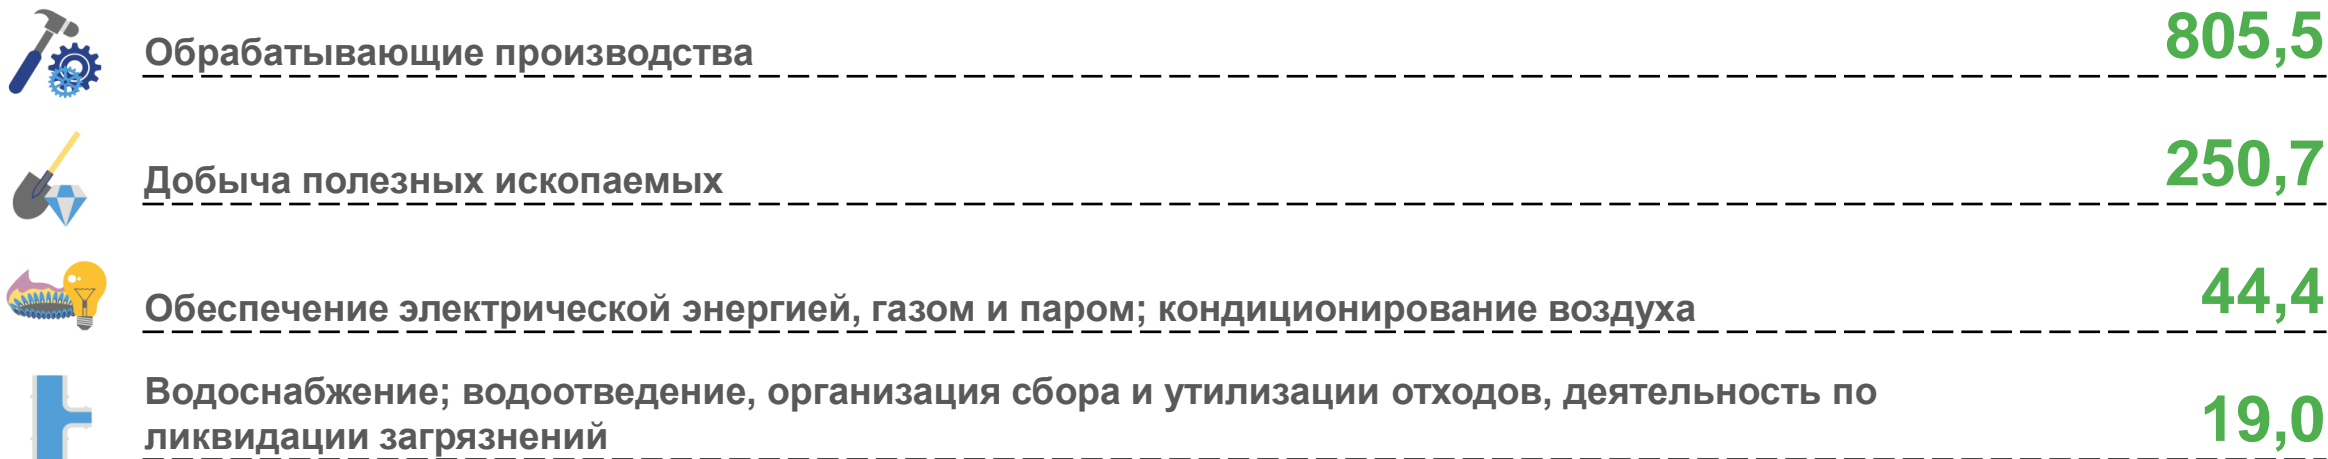 Обрабатывающие производства 805,5
Добыча полезных ископаемых 250,7
Обеспечение электрической энергией, газом и паром; кондиционирование воздуха 44,4
Водоснабжение; водоотведение, организация сбора и утилизации отходов, деятельность по
ликвидации загрязнений 19,0